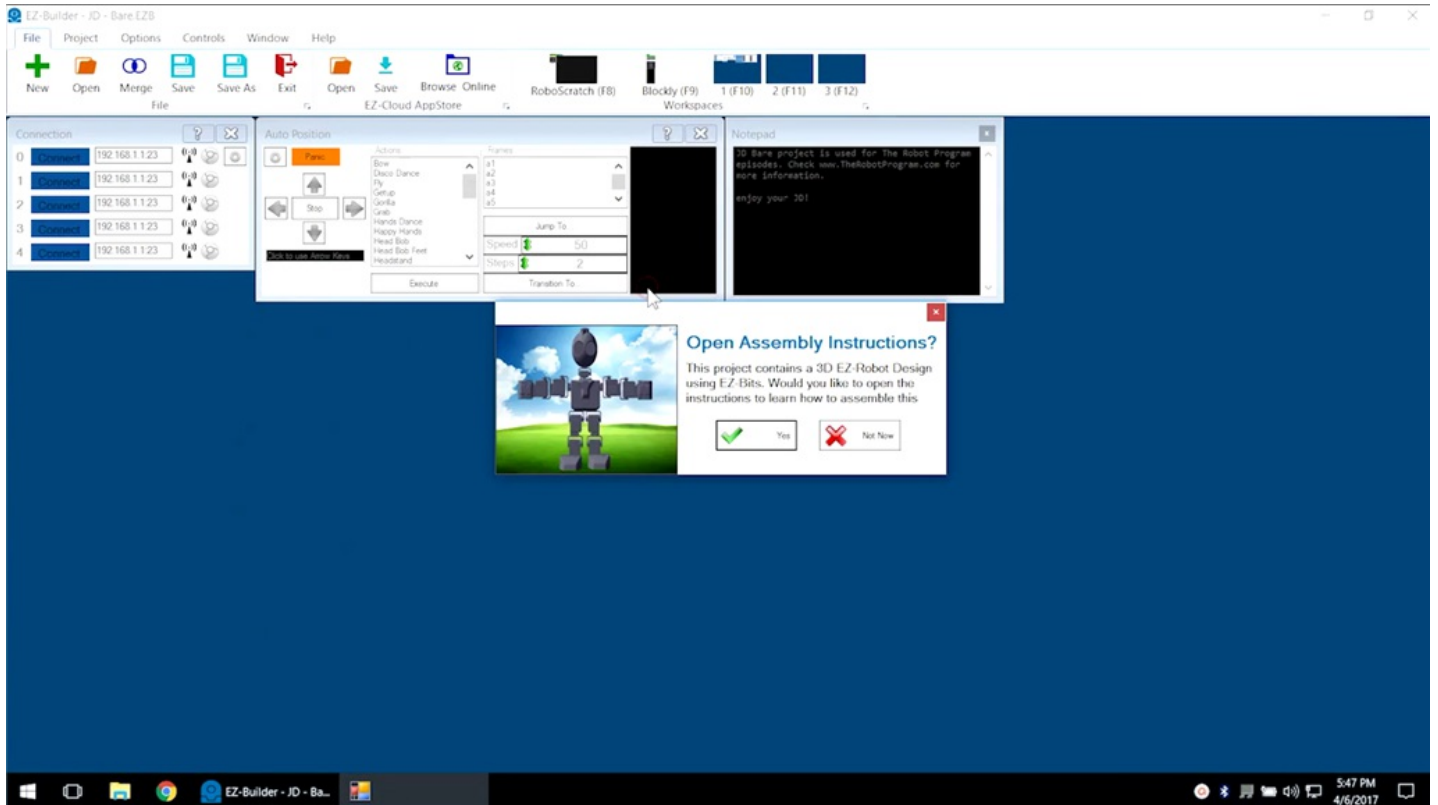 EZ-Builder - JD - Bare.EZB
File Project Options Controls Window Help
New Open Merge Save Save As Exit Open Save Browse Online RoboScratch (F8) Blockly (F9) 1 (F10) 2 (F11) 3 (F12)
File EZ-Cloud AppStore Workspaces
Connection
0 Connect 192.168.1.1:23
1 Connect 192.168.1.1:23
2 Connect 192.168.1.1:23
3 Connect 192.168.1.1:23
4 Connect 192.168.1.1:23
Auto Position
Panic
Stop
Click to use Arrow Keys
Actions
Bow
Disco Dance
Fly
Getup
Gorilla
Grab
Hands Dance
Happy Hands
Head Bob
Head Bob Feet
Headstand
Execute
Frames
a1
a2
a3
a4
a5
Jump To...
Speed 50
Steps 2
Transition To...
Notepad
JD Bare project is used for The Robot Program
episodes. Check www.TheRobotProgram.com for
more information.
enjoy your JD!
Open Assembly Instructions?
This project contains a 3D EZ-Robot Design
using EZ-Bits. Would you like to open the
instructions to learn how to assemble this
Yes Not Now
EZ-Builder - JD - Ba...
5:47 PM
4/6/2017